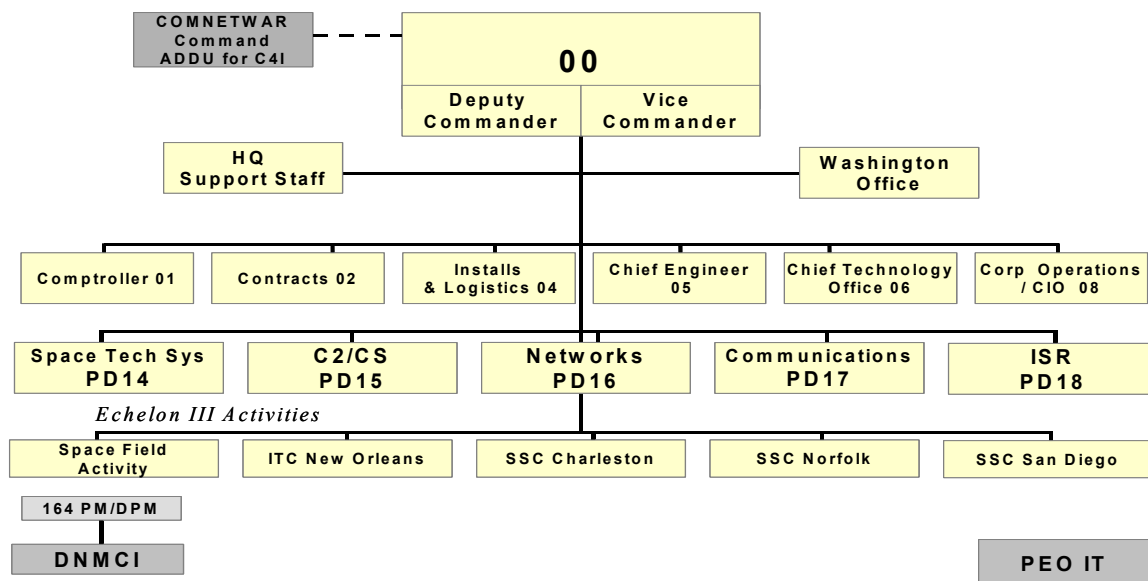 COMNETWAR
Command
ADDU for C4I
00
Deputy
Commander
Vice
Commander
HQ
Support Staff
Washington
Office
Comptroller 01
Contracts 02
Installs
& Logistics 04
Chief Engineer
05
Chief Technology
Office 06
Corp Operations
/ CIO 08
Space Tech Sys
PD14
C2/CS
PD15
Networks
PD16
Communications
PD17
ISR
PD18
Echelon III Activities
Space Field
Activity
ITC New Orleans
SSC Charleston
SSC Norfolk
SSC San Diego
164 PM/DPM
DNMCI
PEO IT